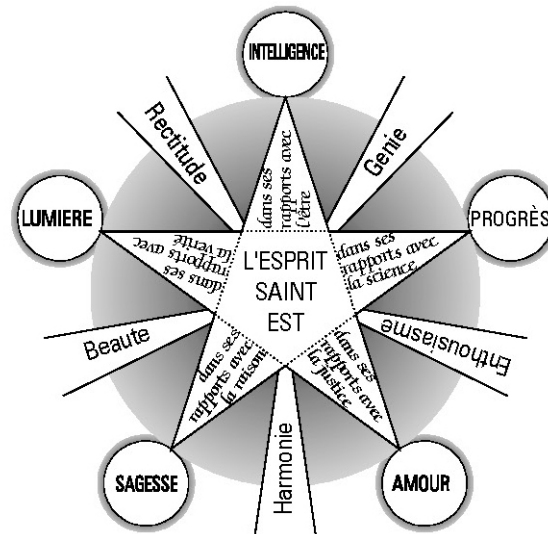 INTELLIGENCE
Rectitude
Genie
dans ses
rapports avec
l'être
LUMIERE
PROGRÈS
dans ses
rapports avec
la verité
dans ses
rapports avec
la science
L'ESPRIT
SAINT
EST
Beaute
Enthousiasme
dans ses
rapports avec
la raison
dans ses
rapports avec
la justice
Harmonie
SAGESSE
AMOUR